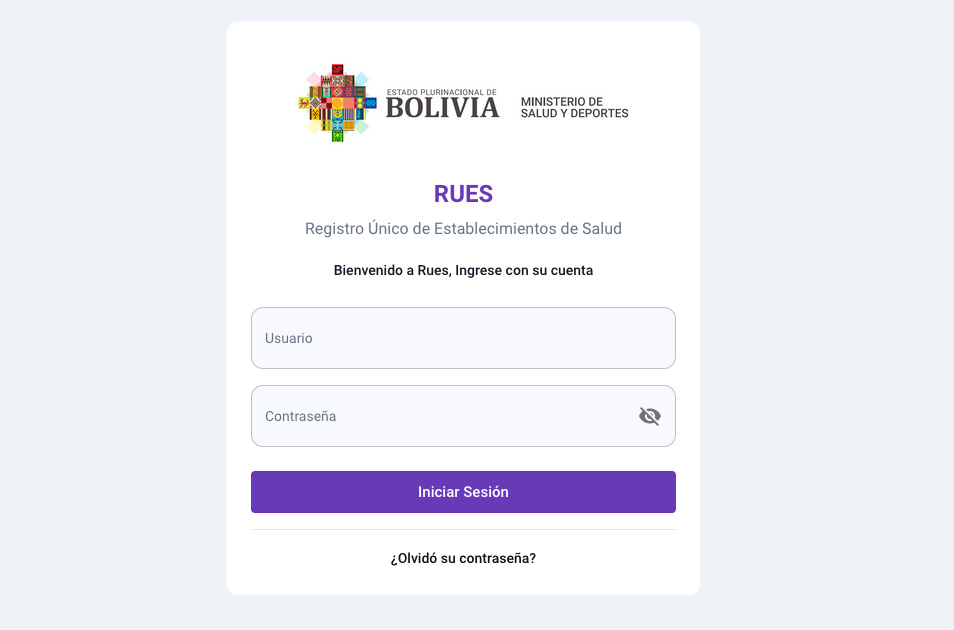 ESTADO PLURINACIONAL DE
BOLIVIA
MINISTERIO DE
SALUD Y DEPORTES
RUES
Registro Único de Establecimientos de Salud
Bienvenido a Rues, Ingrese con su cuenta
Usuario
Contraseña
Iniciar Sesión
¿Olvidó su contraseña?